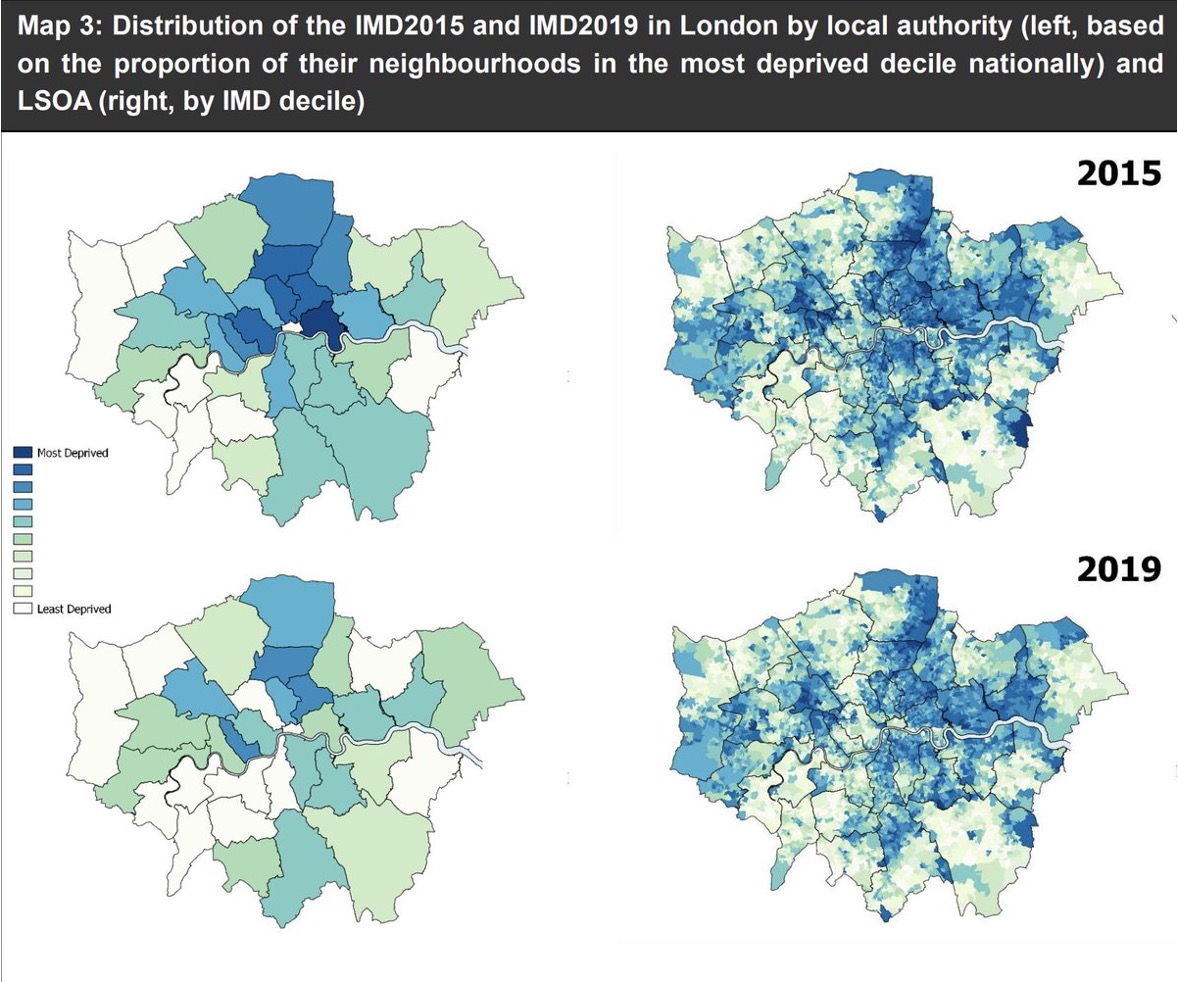 Map 3: Distribution of the IMD2015 and IMD2019 in London by local authority (left, based
on the proportion of their neighbourhoods in the most deprived decile nationally) and
LSOA (right, by IMD decile)
2015
Most Deprived
2019
Least Deprived